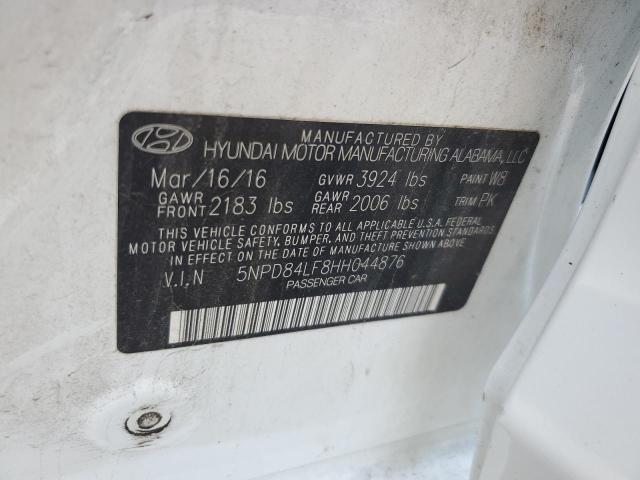 MANUFACTURED BY
HYUNDAI MOTOR MANUFACTURING ALABAMA, LLC
Mar/16/16 GVWR 3924 lbs PAINT W8
GAWR FRONT 2183 lbs GAWR REAR 2006 lbs TRIM PK
THIS VEHICLE CONFORMS TO ALL APPLICABLE U.S.A. FEDERAL
MOTOR VEHICLE SAFETY, BUMPER, AND THEFT PREVENTION
STANDARDS IN EFFECT ON THE DATE OF MANUFACTURE SHOWN ABOVE.
V.I.N 5NPD84LF8HH044876
PASSENGER CAR